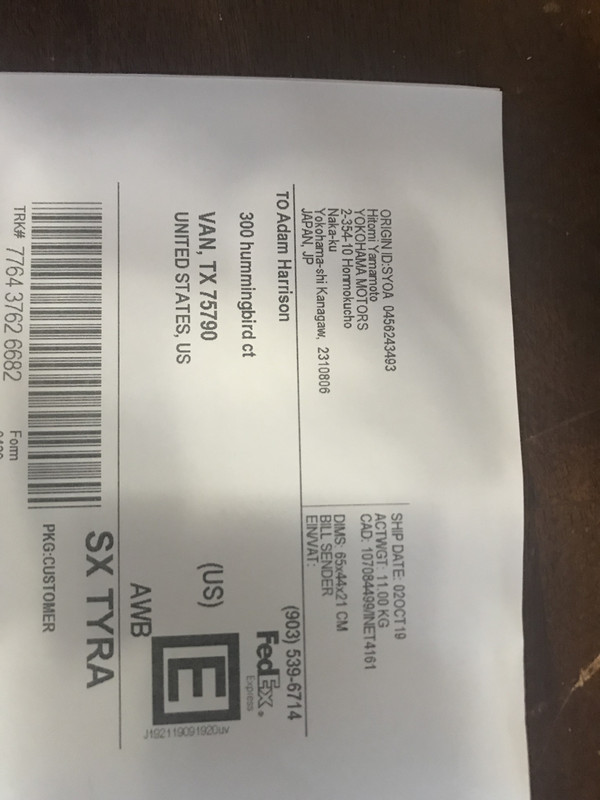 ORIGIN ID:SYOA 0456243493
Hitomi Yamamoto
YOKOHAMA MOTORS
2-354-10 Honmokucho
Naka-ku
Yokohama-shi Kanagaw, 2310806
JAPAN, JP
SHIP DATE: 02OCT19
ACTWGT: 11.00 KG
CAD: 107084499/INET4161
DIMS: 65x44x21 CM
BILL SENDER
EIN/VAT:
TO Adam Harrison
(903) 539-6714
300 hummingbird ct
VAN, TX 75790
UNITED STATES, US
(US)
FedEx®
Express
E
J192119091920uv
AWB
SX TYRA
PKG:CUSTOMER
TRK# 7764 3762 6682
Form